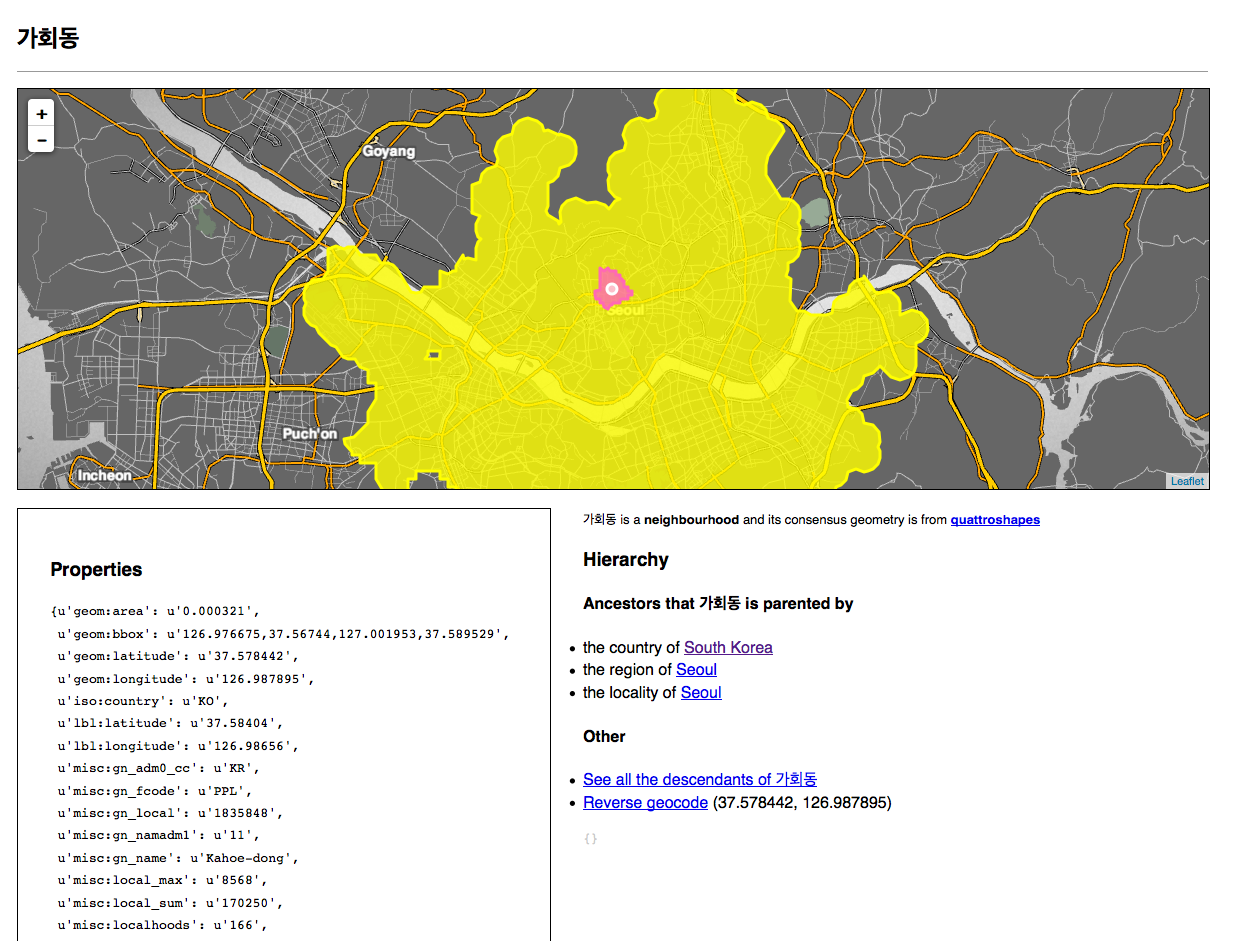 가회동
+
−
Goyang
Seoul
Puch'on
Incheon
Leaflet
Properties
{u'geom:area': u'0.000321',
u'geom:bbox': u'126.976675,37.56744,127.001953,37.589529',
u'geom:latitude': u'37.578442',
u'geom:longitude': u'126.987895',
u'iso:country': u'KO',
u'lbl:latitude': u'37.58404',
u'lbl:longitude': u'126.98656',
u'misc:gn_adm0_cc': u'KR',
u'misc:gn_fcode': u'PPL',
u'misc:gn_local': u'1835848',
u'misc:gn_namadm1': u'11',
u'misc:gn_name': u'Kahoe-dong',
u'misc:local_max': u'8568',
u'misc:local_sum': u'170250',
u'misc:localhoods': u'166',
가회동 is a neighbourhood and its consensus geometry is from quattroshapes
Hierarchy
Ancestors that 가회동 is parented by
• the country of South Korea
• the region of Seoul
• the locality of Seoul
Other
• See all the descendants of 가회동
• Reverse geocode (37.578442, 126.987895)
{}